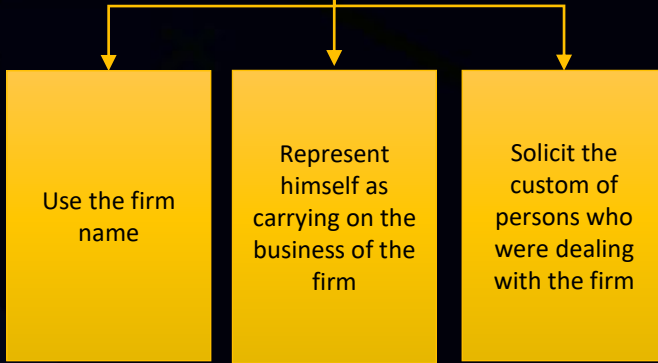 Use the firm
name
Represent
himself as
carrying on the
business of the
firm
Solicit the
custom of
persons who
were dealing
with the firm